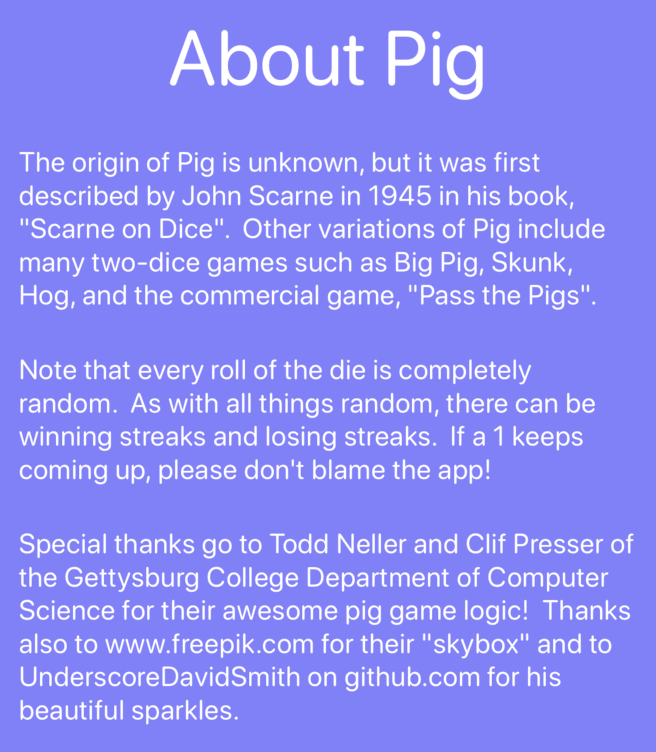 About Pig
The origin of Pig is unknown, but it was first
described by John Scarne in 1945 in his book,
"Scarne on Dice".  Other variations of Pig include
many two-dice games such as Big Pig, Skunk,
Hog, and the commercial game, "Pass the Pigs".
Note that every roll of the die is completely
random.  As with all things random, there can be
winning streaks and losing streaks.  If a 1 keeps
coming up, please don't blame the app!
Special thanks go to Todd Neller and Clif Presser of
the Gettysburg College Department of Computer
Science for their awesome pig game logic!  Thanks
also to www.freepik.com for their "skybox" and to
UnderscoreDavidSmith on github.com for his
beautiful sparkles.